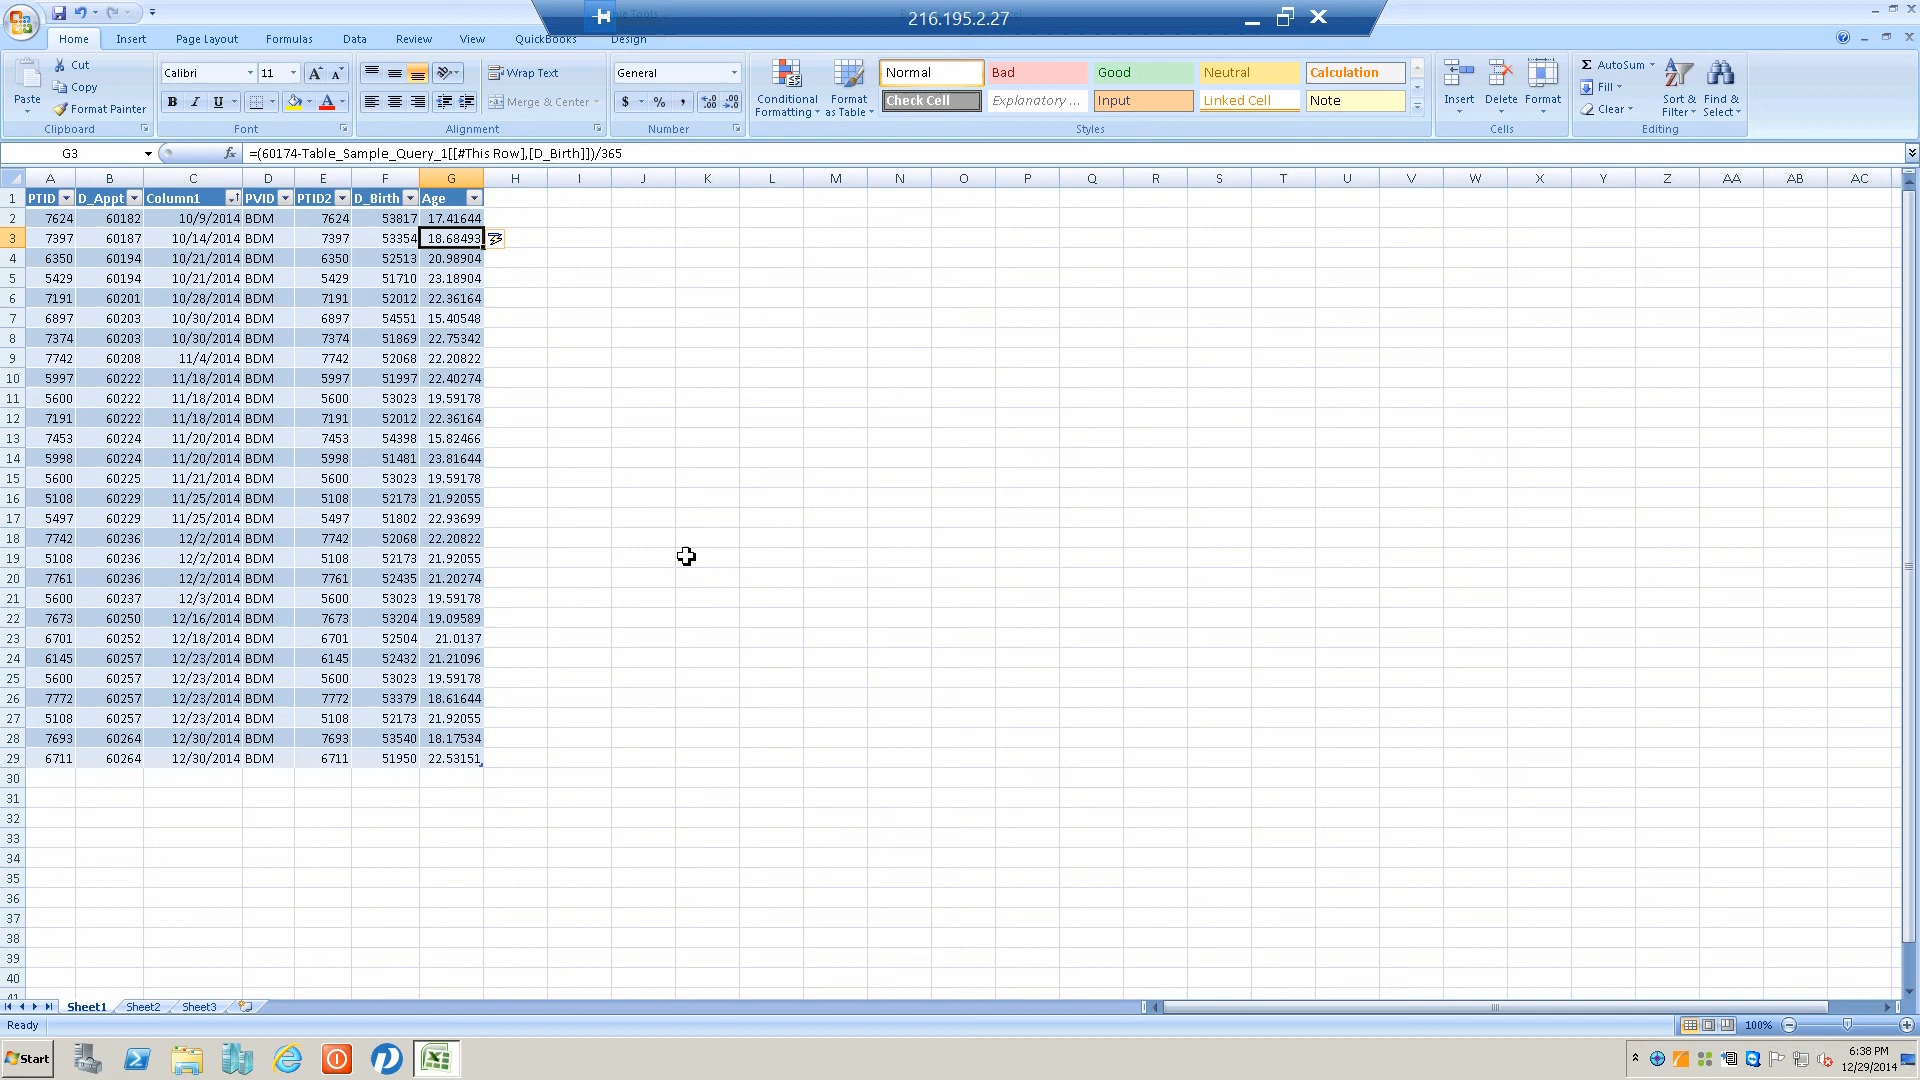 216.195.2.27
Home Insert Page Layout Formulas Data Review View QuickBooks Design
Cut
Copy
Format Painter
Paste
Clipboard
Calibri 11
B I U
Font
Wrap Text
Merge & Center
Alignment
General
$ % ,
Number
Conditional Formatting
Format as Table
Normal Bad Good Neutral Calculation
Check Cell Explanatory ... Input Linked Cell Note
Styles
Insert Delete Format
Cells
Σ AutoSum
Fill
Clear
Sort & Filter
Find & Select
Editing
G3 fx =(60174-Table_Sample_Query_1[[#This Row],[D_Birth]])/365
A B C D E F G H I J K L M N O P Q R S T U V W X Y Z AA AB AC
1 PTID D_Appt Column1 PVID PTID2 D_Birth Age
2 7624 60182 10/9/2014 BDM 7624 53817 17.41644
3 7397 60187 10/14/2014 BDM 7397 53354 18.68493
4 6350 60194 10/21/2014 BDM 6350 52513 20.98904
5 5429 60194 10/21/2014 BDM 5429 51710 23.18904
6 7191 60201 10/28/2014 BDM 7191 52012 22.36164
7 6897 60203 10/30/2014 BDM 6897 54551 15.40548
8 7374 60203 10/30/2014 BDM 7374 51869 22.75342
9 7742 60208 11/4/2014 BDM 7742 52068 22.20822
10 5997 60222 11/18/2014 BDM 5997 51997 22.40274
11 5600 60222 11/18/2014 BDM 5600 53023 19.59178
12 7191 60222 11/18/2014 BDM 7191 52012 22.36164
13 7453 60224 11/20/2014 BDM 7453 54398 15.82466
14 5998 60224 11/20/2014 BDM 5998 51481 23.81644
15 5600 60225 11/21/2014 BDM 5600 53023 19.59178
16 5108 60229 11/25/2014 BDM 5108 52173 21.92055
17 5497 60229 11/25/2014 BDM 5497 51802 22.93699
18 7742 60236 12/2/2014 BDM 7742 52068 22.20822
19 5108 60236 12/2/2014 BDM 5108 52173 21.92055
20 7761 60236 12/2/2014 BDM 7761 52435 21.20274
21 5600 60237 12/3/2014 BDM 5600 53023 19.59178
22 7673 60250 12/16/2014 BDM 7673 53204 19.09589
23 6701 60252 12/18/2014 BDM 6701 52504 21.0137
24 6145 60257 12/23/2014 BDM 6145 52432 21.21096
25 5600 60257 12/23/2014 BDM 5600 53023 19.59178
26 7772 60257 12/23/2014 BDM 7772 53379 18.61644
27 5108 60257 12/23/2014 BDM 5108 52173 21.92055
28 7693 60264 12/30/2014 BDM 7693 53540 18.17534
29 6711 60264 12/30/2014 BDM 6711 51950 22.53151
30
31
32
33
34
35
36
37
38
39
40
41
Sheet1 Sheet2 Sheet3
Ready 100%
Start
6:38 PM
12/29/2014